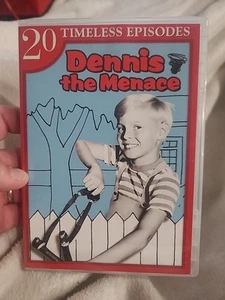 20 TIMELESS EPISODES
Dennis
the Menace